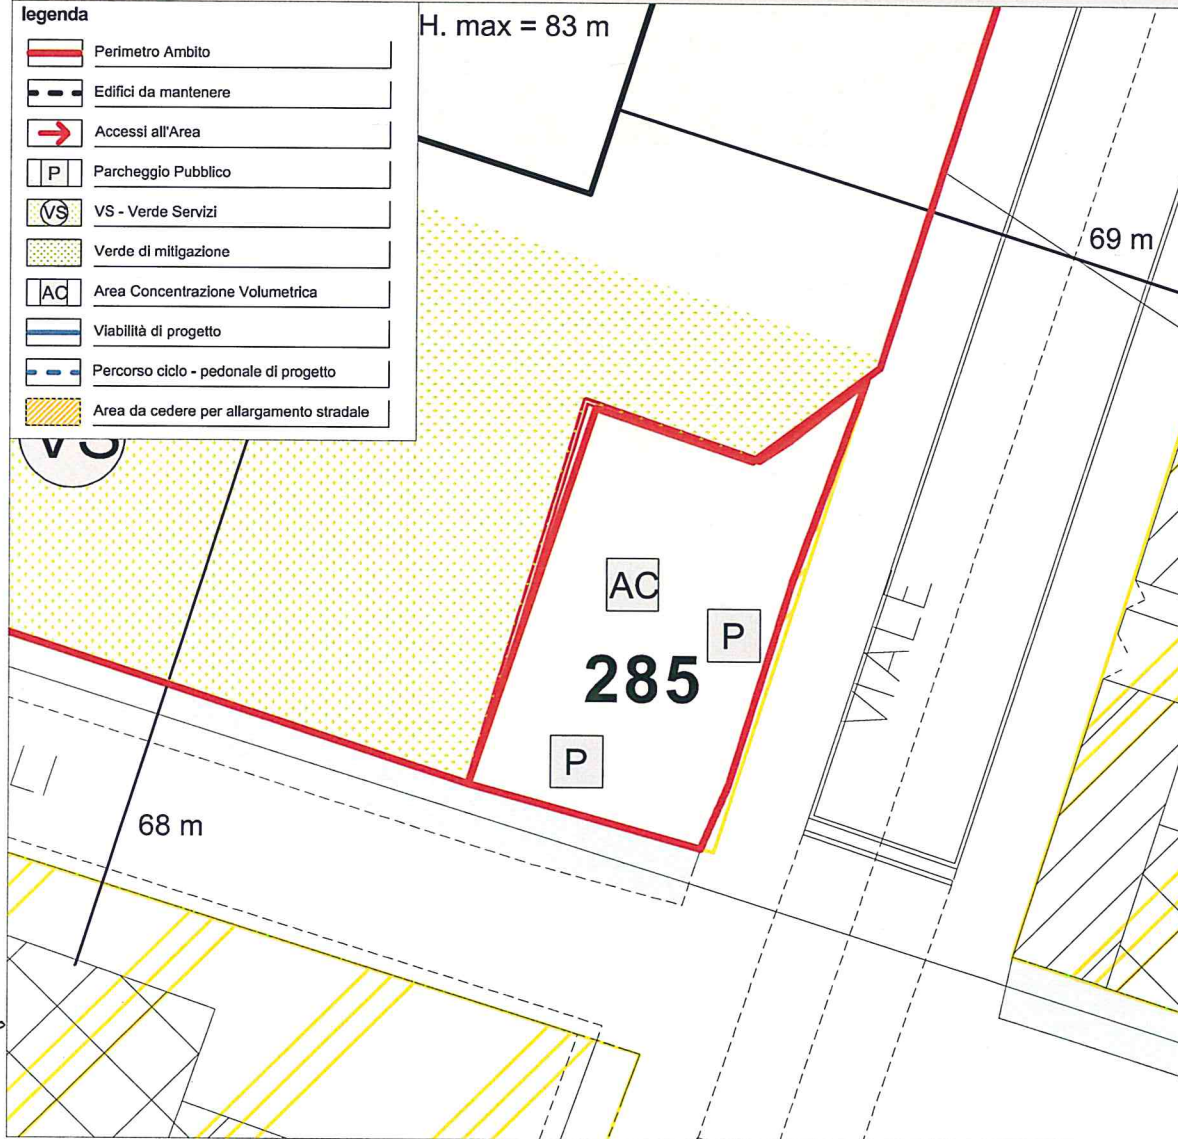 legenda
Perimetro Ambito
Edifici da mantenere
Accessi all'Area
P Parcheggio Pubblico
VS VS - Verde Servizi
Verde di mitigazione
AC Area Concentrazione Volumetrica
Viabilità di progetto
Percorso ciclo - pedonale di progetto
Area da cedere per allargamento stradale
H. max = 83 m
69 m
VS
AC
P
285
VIALE
P
68 m